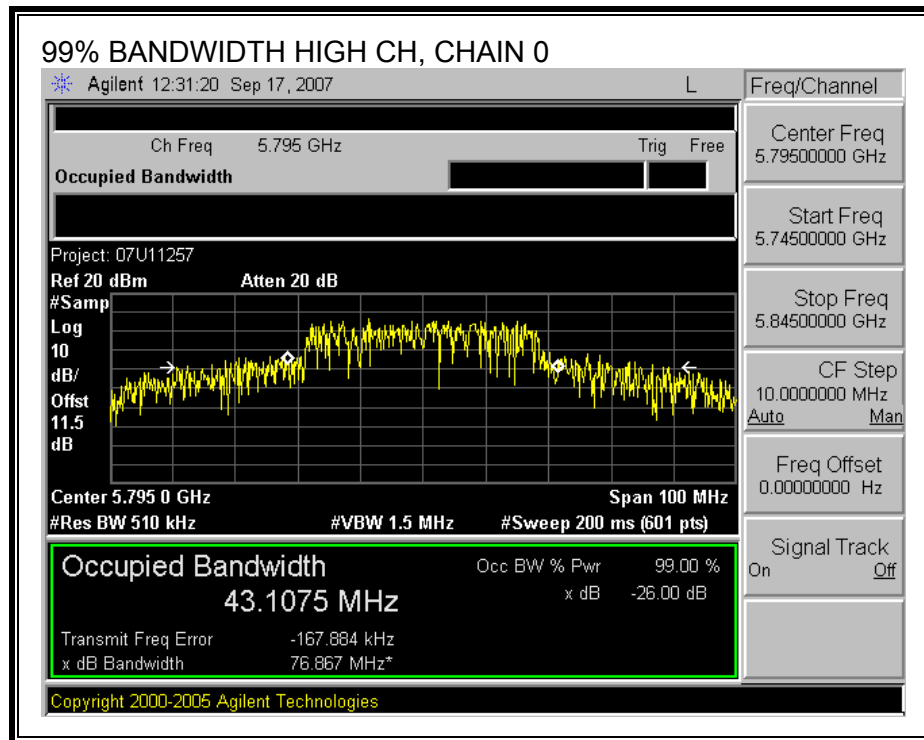 99% BANDWIDTH HIGH CH, CHAIN 0
Agilent 12:31:20 Sep 17, 2007 L
Freq/Channel
Ch Freq 5.795 GHz Trig Free
Occupied Bandwidth
Center Freq
5.79500000 GHz
Start Freq
5.74500000 GHz
Stop Freq
5.84500000 GHz
CF Step
10.0000000 MHz
Auto Man
Freq Offset
0.00000000 Hz
Signal Track
On Off
Project: 07U11257
Ref 20 dBm Atten 20 dB
#Samp
Log
10
dB/
Offst
11.5
dB
Center 5.795 0 GHz Span 100 MHz
#Res BW 510 kHz #VBW 1.5 MHz #Sweep 200 ms (601 pts)
Occupied Bandwidth
43.1075 MHz
Occ BW % Pwr 99.00 %
x dB -26.00 dB
Transmit Freq Error -167.884 kHz
x dB Bandwidth 76.867 MHz*
Copyright 2000-2005 Agilent Technologies